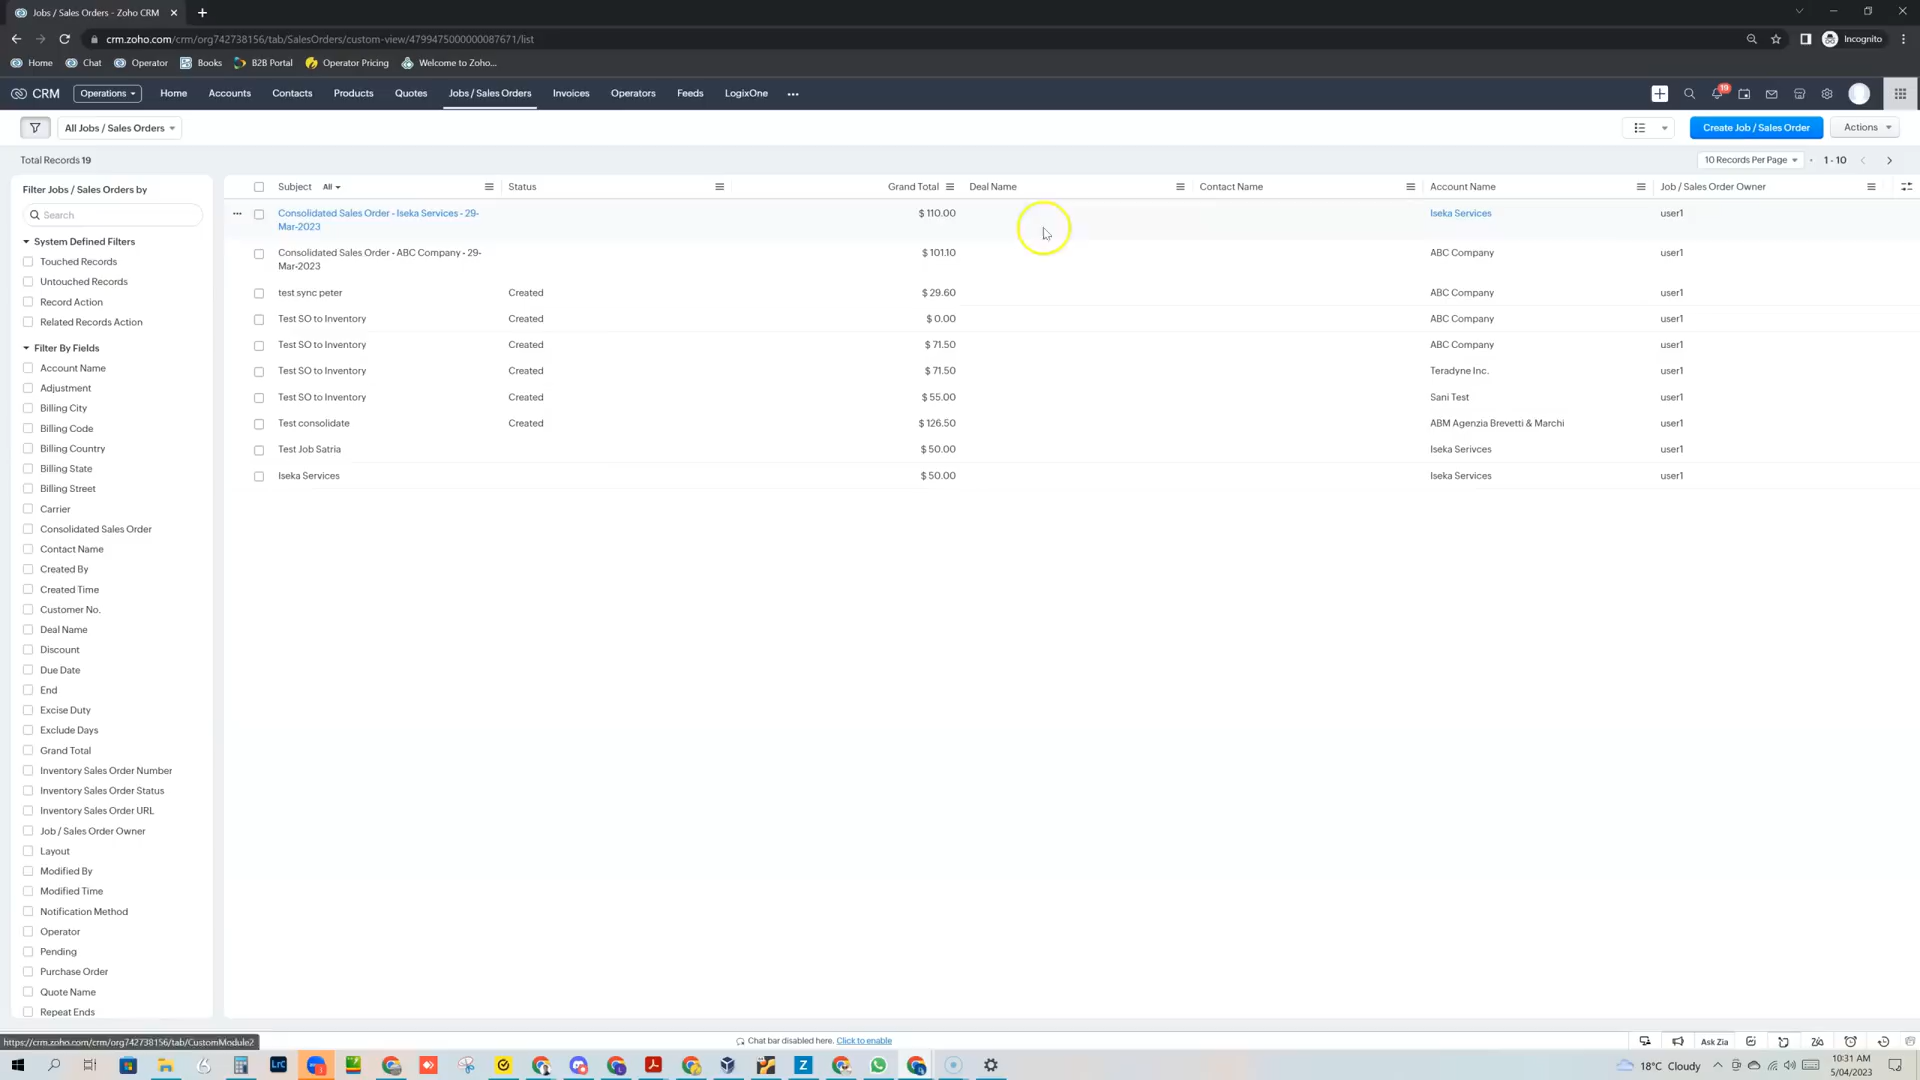 Jobs / Sales Orders - Zoho CRM
crm.zoho.com/crm/org742738156/tab/SalesOrders/custom-view/4799475000000087671/list
Incognito
Home Chat Operator Books B2B Portal Operator Pricing Welcome to Zoho...
CRM Operations Home Accounts Contacts Products Quotes Jobs / Sales Orders Invoices Operators Feeds LogixOne ••• 19
All Jobs / Sales Orders Create Job / Sales Order Actions
Total Records 19 10 Records Per Page • 1 - 10
Filter Jobs / Sales Orders by
Search
System Defined Filters
Touched Records
Untouched Records
Record Action
Related Records Action
Filter By Fields
Account Name
Adjustment
Billing City
Billing Code
Billing Country
Billing State
Billing Street
Carrier
Consolidated Sales Order
Contact Name
Created By
Created Time
Customer No.
Deal Name
Discount
Due Date
End
Excise Duty
Exclude Days
Grand Total
Inventory Sales Order Number
Inventory Sales Order Status
Inventory Sales Order URL
Job / Sales Order Owner
Layout
Modified By
Modified Time
Notification Method
Operator
Pending
Purchase Order
Quote Name
Repeat Ends
Subject All Status Grand Total Deal Name Contact Name Account Name Job / Sales Order Owner
Consolidated Sales Order - Iseka Services - 29- $ 110.00 Iseka Services user1
Mar-2023
Consolidated Sales Order - ABC Company - 29- $ 101.10 ABC Company user1
Mar-2023
test sync peter Created $ 29.60 ABC Company user1
Test SO to Inventory Created $ 0.00 ABC Company user1
Test SO to Inventory Created $ 71.50 ABC Company user1
Test SO to Inventory Created $ 71.50 Teradyne Inc. user1
Test SO to Inventory Created $ 55.00 Sani Test user1
Test consolidate Created $ 126.50 ABM Agenzia Brevetti & Marchi user1
Test Job Satria $ 50.00 Iseka Serivces user1
Iseka Services $ 50.00 Iseka Services user1
https://crm.zoho.com/crm/org742738156/tab/CustomModule2
Chat bar disabled here. Click to enable
Ask Zia
Lrc
Z
18°C Cloudy
10:31 AM
5/04/2023